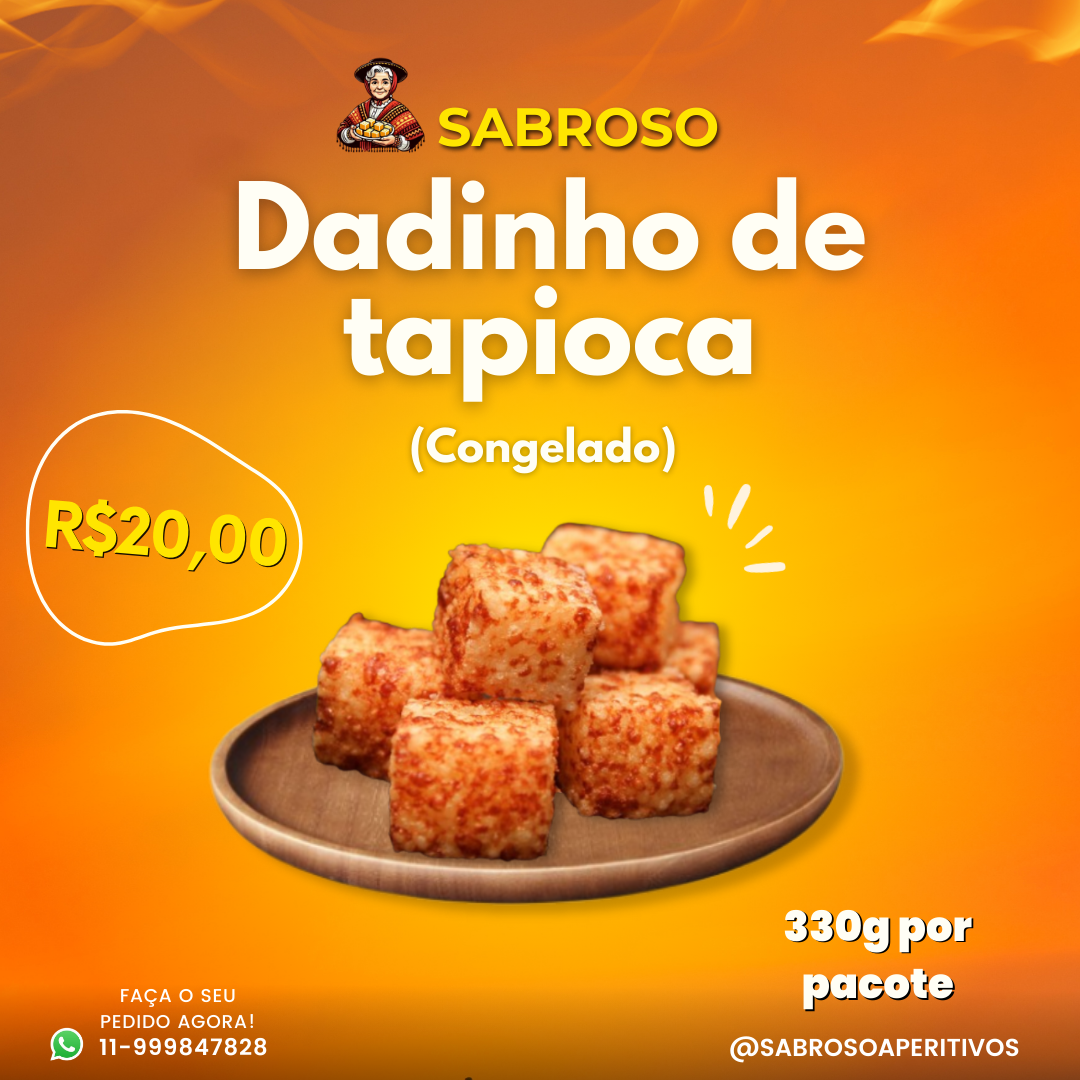 SABROSO
Dadinho de
tapioca
(Congelado)
R$20,00
330g por
pacote
FAÇA O SEU
PEDIDO AGORA!
11-999847828
@SABROSOAPERITIVOS